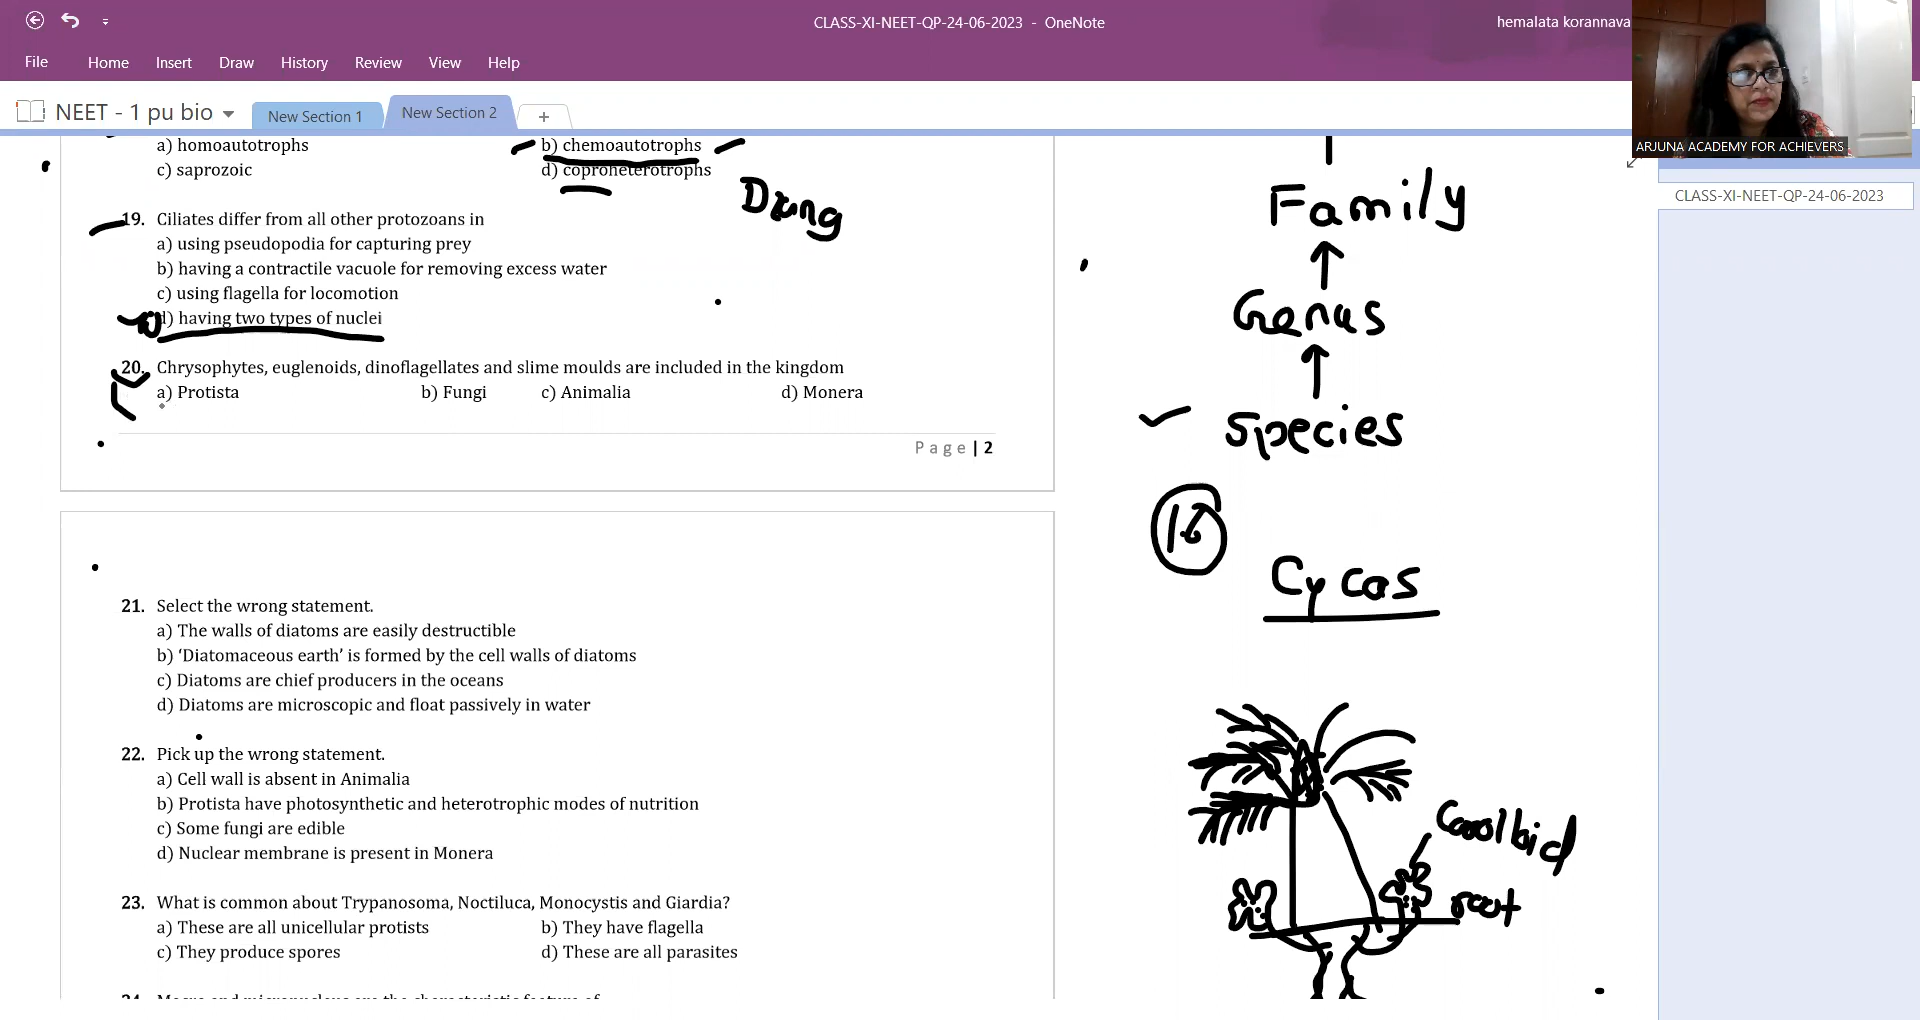 CLASS-XI-NEET-QP-24-06-2023 - OneNote
hemalata korannava
File Home Insert Draw History Review View Help
NEET - 1 pu bio
New Section 1
New Section 2
+
ARJUNA ACADEMY FOR ACHIEVERS
CLASS-XI-NEET-QP-24-06-2023
a) homoautotrophs b) chemoautotrophs
c) saprozoic d) coproheterotrophs
Dung
19. Ciliates differ from all other protozoans in
a) using pseudopodia for capturing prey
b) having a contractile vacuole for removing excess water
c) using flagella for locomotion
d) having two types of nuclei
20. Chrysophytes, euglenoids, dinoflagellates and slime moulds are included in the kingdom
a) Protista b) Fungi c) Animalia d) Monera
Page | 2
21. Select the wrong statement.
a) The walls of diatoms are easily destructible
b) ‘Diatomaceous earth’ is formed by the cell walls of diatoms
c) Diatoms are chief producers in the oceans
d) Diatoms are microscopic and float passively in water
22. Pick up the wrong statement.
a) Cell wall is absent in Animalia
b) Protista have photosynthetic and heterotrophic modes of nutrition
c) Some fungi are edible
d) Nuclear membrane is present in Monera
23. What is common about Trypanosoma, Noctiluca, Monocystis and Giardia?
a) These are all unicellular protists b) They have flagella
c) They produce spores d) These are all parasites
Family
Genus
Species
16
Cycas
root